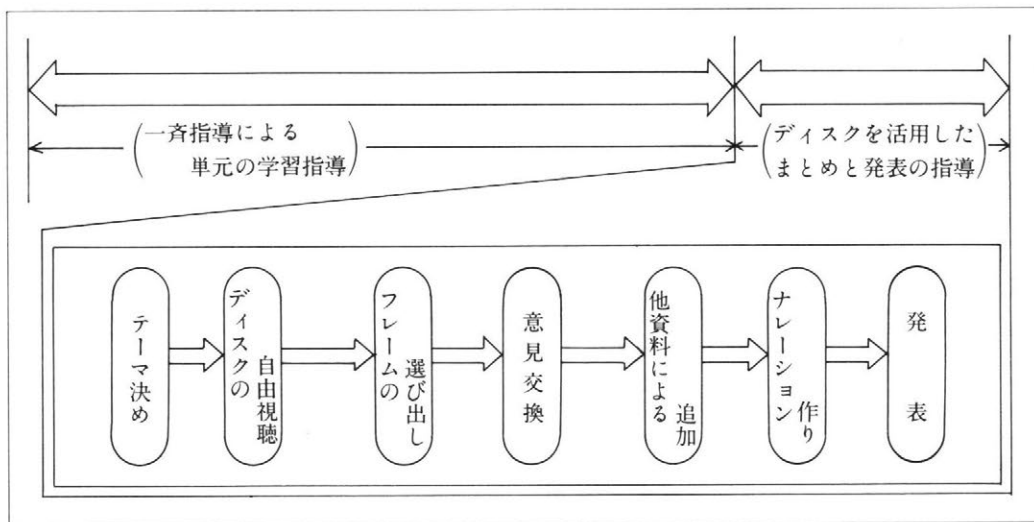 (一斉指導による
単元の学習指導)
(ディスクを活用した
まとめと発表の指導)
テーマ決め
ディスクの
自由視聴
フレームの
選び出し
意見交換
他資料による
追加
ナレーション
作り
発表